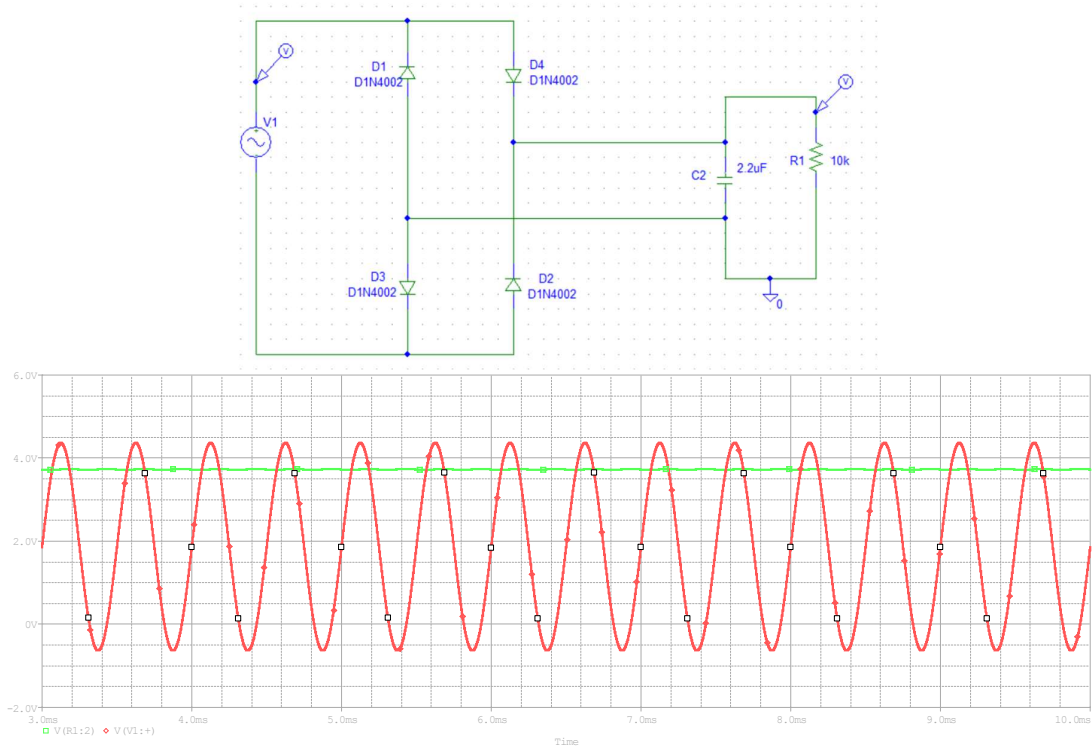 V
D1
D1N4002
D4
D1N4002
V
V1
C2
2.2uF
R1
10k
D3
D1N4002
D2
D1N4002
0
6.0V
4.0V
2.0V
0V
-2.0V
3.0ms
4.0ms
5.0ms
6.0ms
7.0ms
8.0ms
9.0ms
10.0ms
V(R1:2)
V(V1:+)
Time